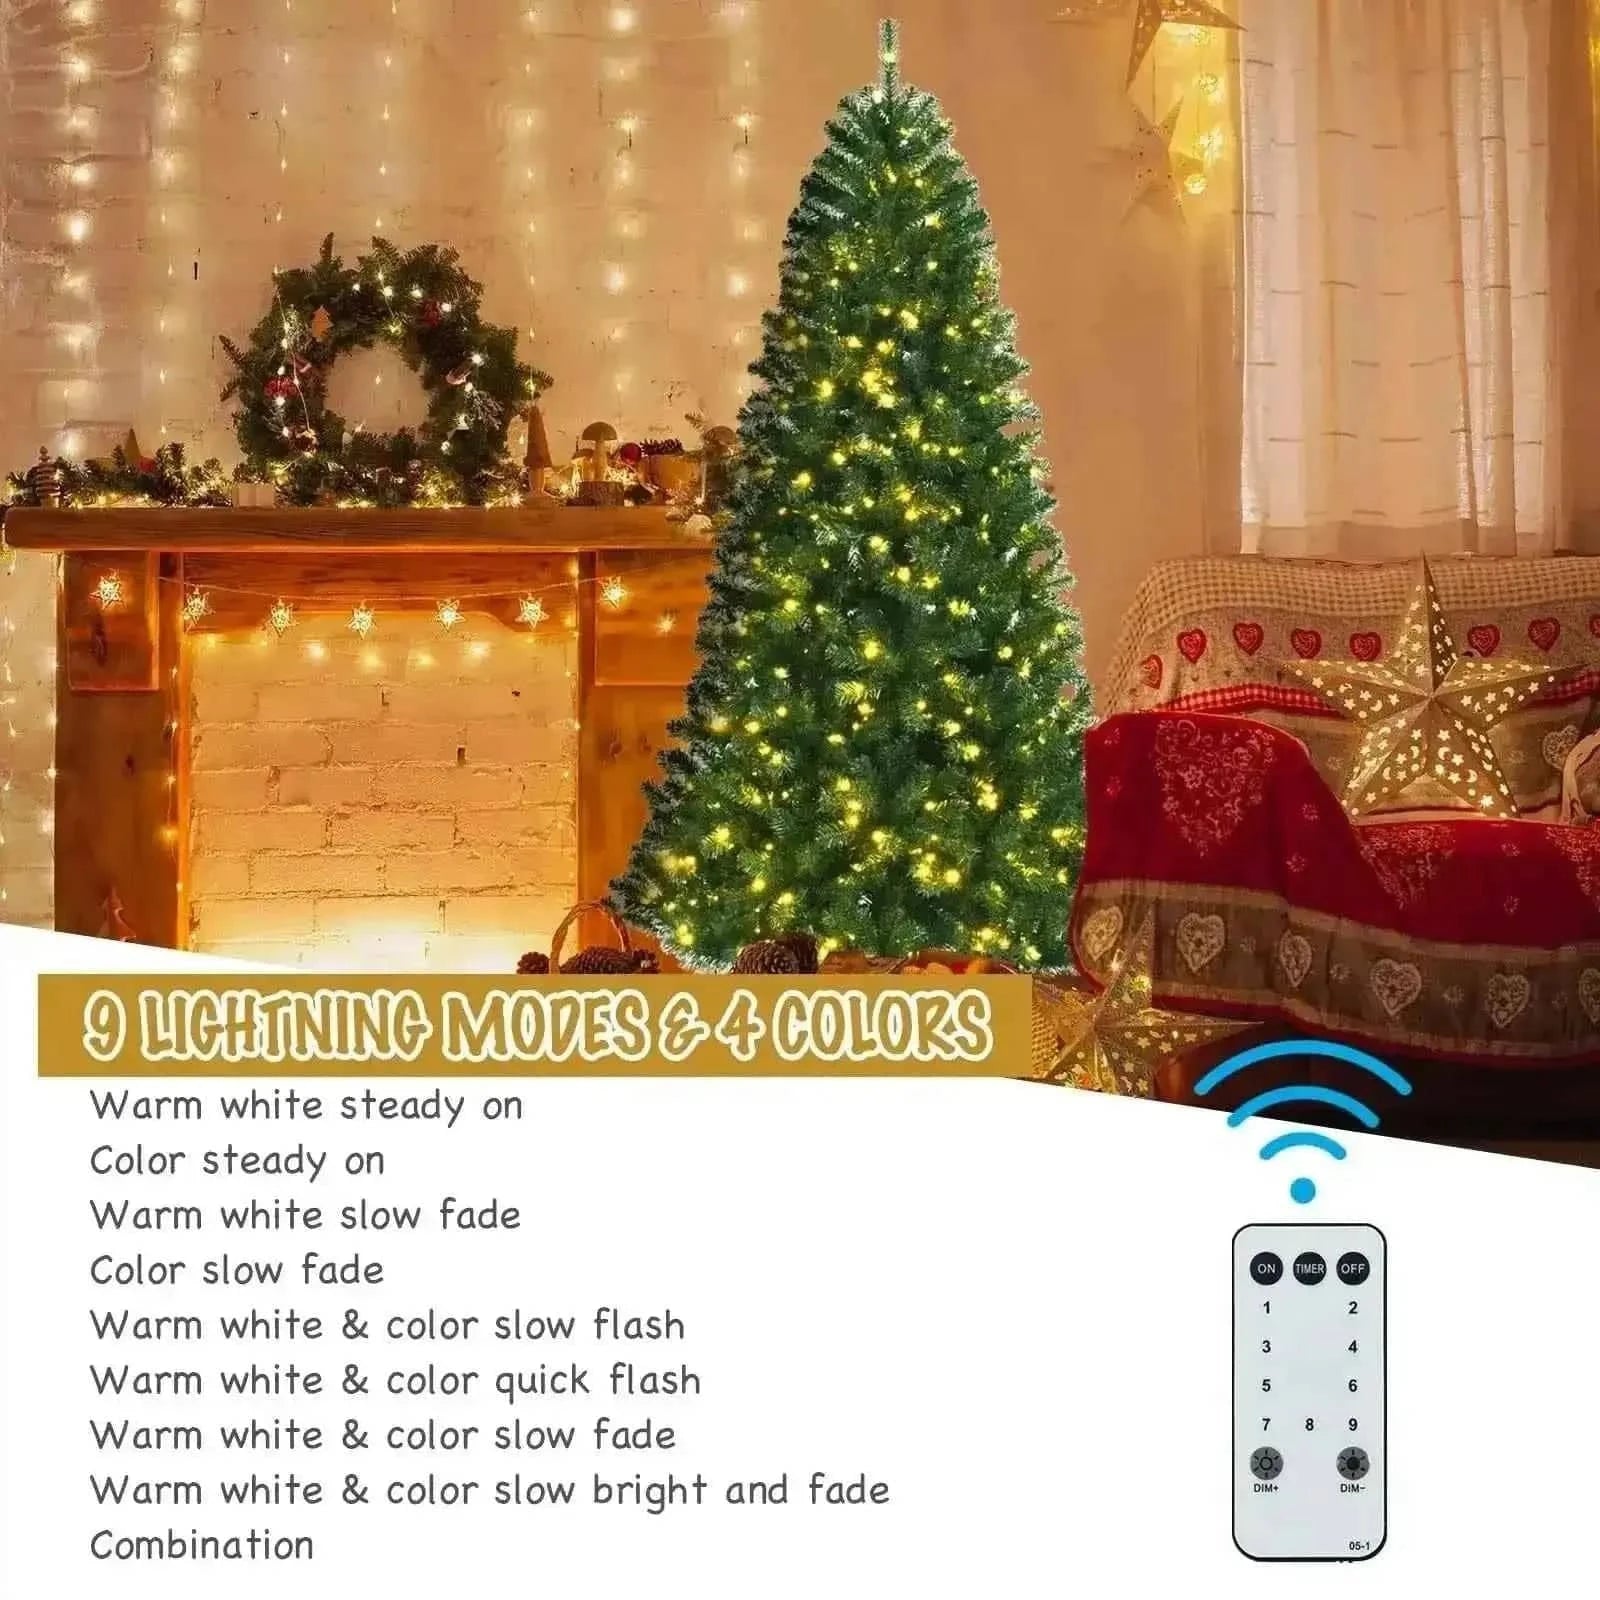 9 LIGHTNING MODES & 4 COLORS
Warm white steady on
Color steady on
Warm white slow fade
Color slow fade
Warm white & color slow flash
Warm white & color quick flash
Warm white & color slow fade
Warm white & color slow bright and fade
Combination
ON TIMER OFF
1 2
3 4
5 6
7 8 9
DIM+ DIM-
05-1